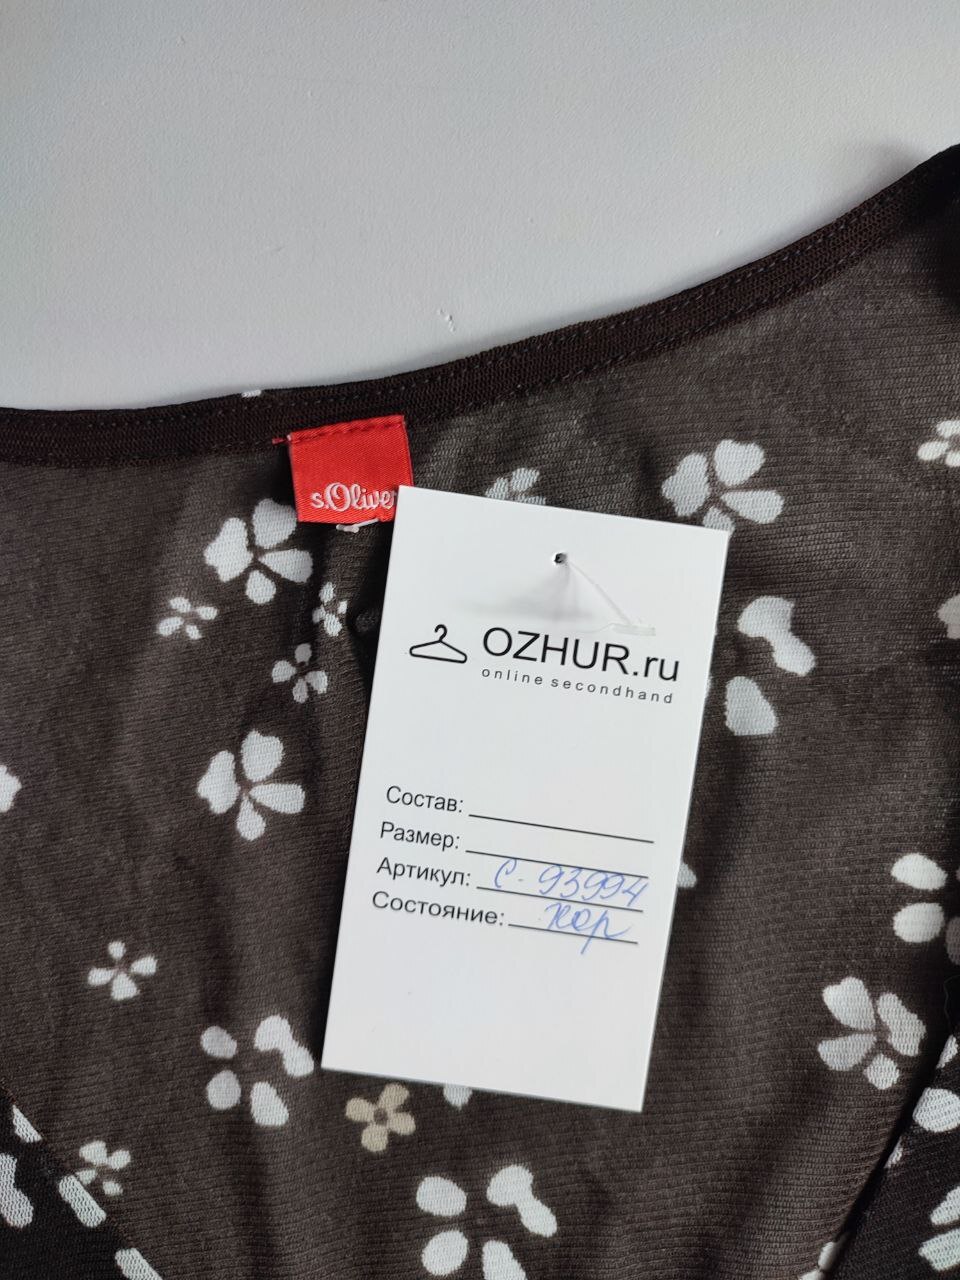 s.Oliver
OZHUR.ru
online secondhand
Состав:
Размер:
Артикул: С-93994
Состояние: хор